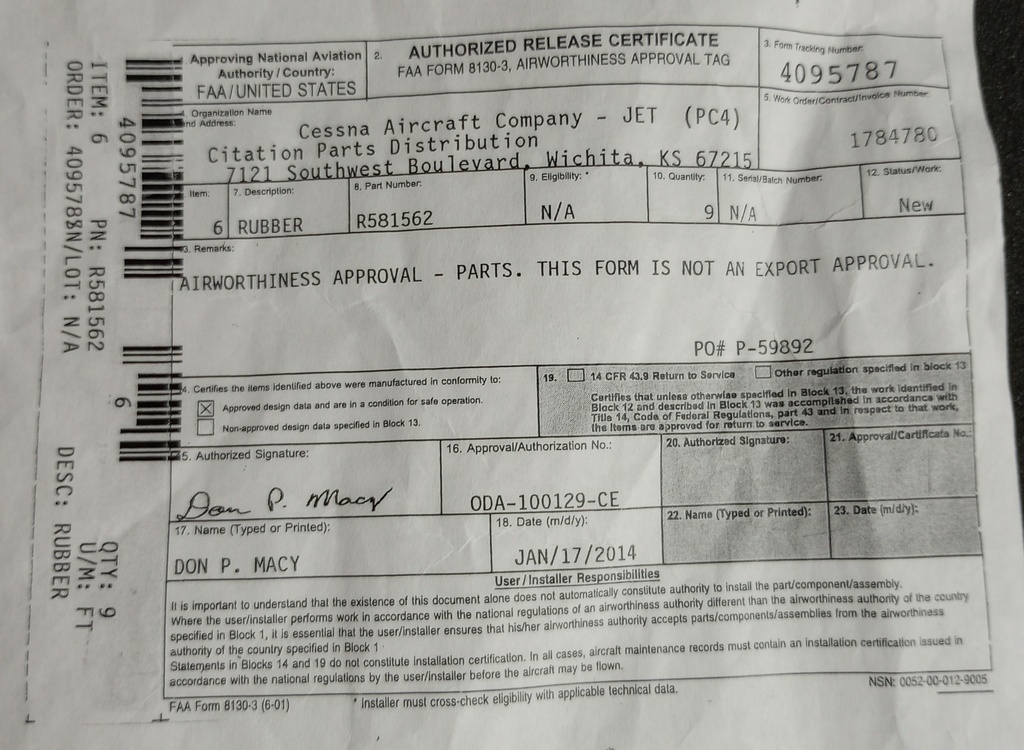 Approving National Aviation
Authority / Country:
FAA/UNITED STATES
2.
AUTHORIZED RELEASE CERTIFICATE
FAA FORM 8130-3, AIRWORTHINESS APPROVAL TAG
3. Form Tracking Number:
4095787
Organization Name
and Address:
Cessna Aircraft Company - JET (PC4)
Citation Parts Distribution
7121 Southwest Boulevard, Wichita, KS 67215
5. Work Order/Contract/Invoice Number:
1784780
Item:
6
7. Description:
RUBBER
8. Part Number:
R581562
9. Eligibility: *
N/A
10. Quantity:
9
11. Serial/Batch Number:
N/A
12. Status/Work:
New
3. Remarks:
AIRWORTHINESS APPROVAL - PARTS. THIS FORM IS NOT AN EXPORT APPROVAL.
PO# P-59892
4. Certifies the items identified above were manufactured in conformity to:
Approved design data and are in a condition for safe operation.
Non-approved design data specified in Block 13.
19. 14 CFR 43.9 Return to Service Other regulation specified in block 13
Certifies that unless otherwise specified in Block 13, the work identified in
Block 12 and described in Block 13 was accomplished in accordance with
Title 14, Code of Federal Regulations, part 43 and in respect to that work,
the items are approved for return to service.
5. Authorized Signature:
Don P. Macy
16. Approval/Authorization No.:
ODA-100129-CE
20. Authorized Signature:
21. Approval/Certificate No.:
17. Name (Typed or Printed):
DON P. MACY
18. Date (m/d/y):
JAN/17/2014
22. Name (Typed or Printed):
23. Date (m/d/y):
User/Installer Responsibilities
It is important to understand that the existence of this document alone does not automatically constitute authority to install the part/component/assembly.
Where the user/installer performs work in accordance with the national regulations of an airworthiness authority different than the airworthiness authority of the country
specified in Block 1, it is essential that the user/installer ensures that his/her airworthiness authority accepts parts/components/assemblies from the airworthiness
authority of the country specified in Block 1
Statements in Blocks 14 and 19 do not constitute installation certification. In all cases, aircraft maintenance records must contain an installation certification issued in
accordance with the national regulations by the user/installer before the aircraft may be flown.
FAA Form 8130-3 (6-01)
* Installer must cross-check eligibility with applicable technical data.
NSN: 0052-00-012-9005
4095787
6
ITEM: 6 PN: R581562
ORDER: 4095788N/LOT: N/A
DESC: RUBBER
QTY: 9
U/M: FT